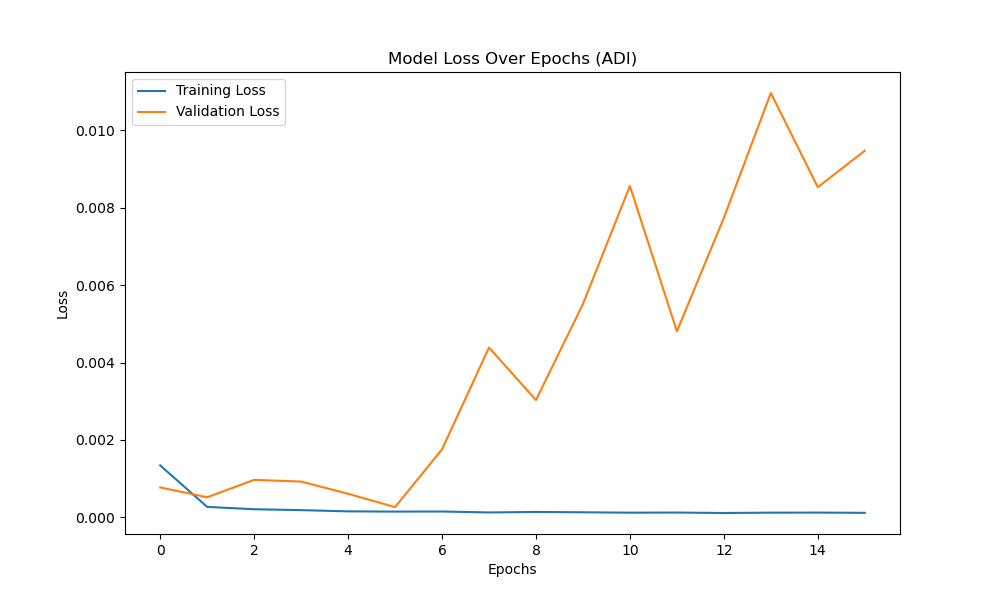 Model Loss Over Epochs (ADI)
Training Loss
Validation Loss
0.010
0.008
0.006
0.004
0.002
0.000
Loss
0 2 4 6 8 10 12 14
Epochs